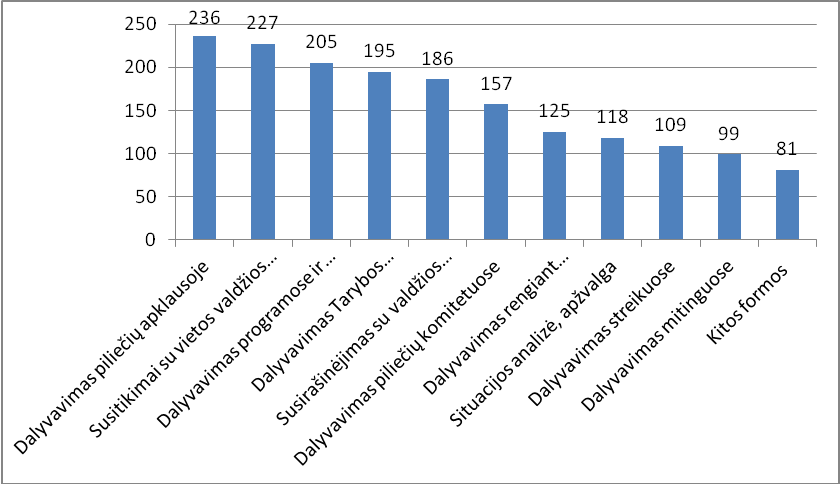 250
200
150
100
50
0
236
227
205
195
186
157
125
118
109
99
81
Dalyvavimas piliečių apklausoje
Susitikimai su vietos valdžios...
Dalyvavimas programose ir...
Dalyvavimas Tarybos...
Susirašinėjimas su valdžios...
Dalyvavimas piliečių komitetuose
Dalyvavimas rengiant...
Situacijos analizė, apžvalga
Dalyvavimas streikuose
Dalyvavimas mitinguose
Kitos formos